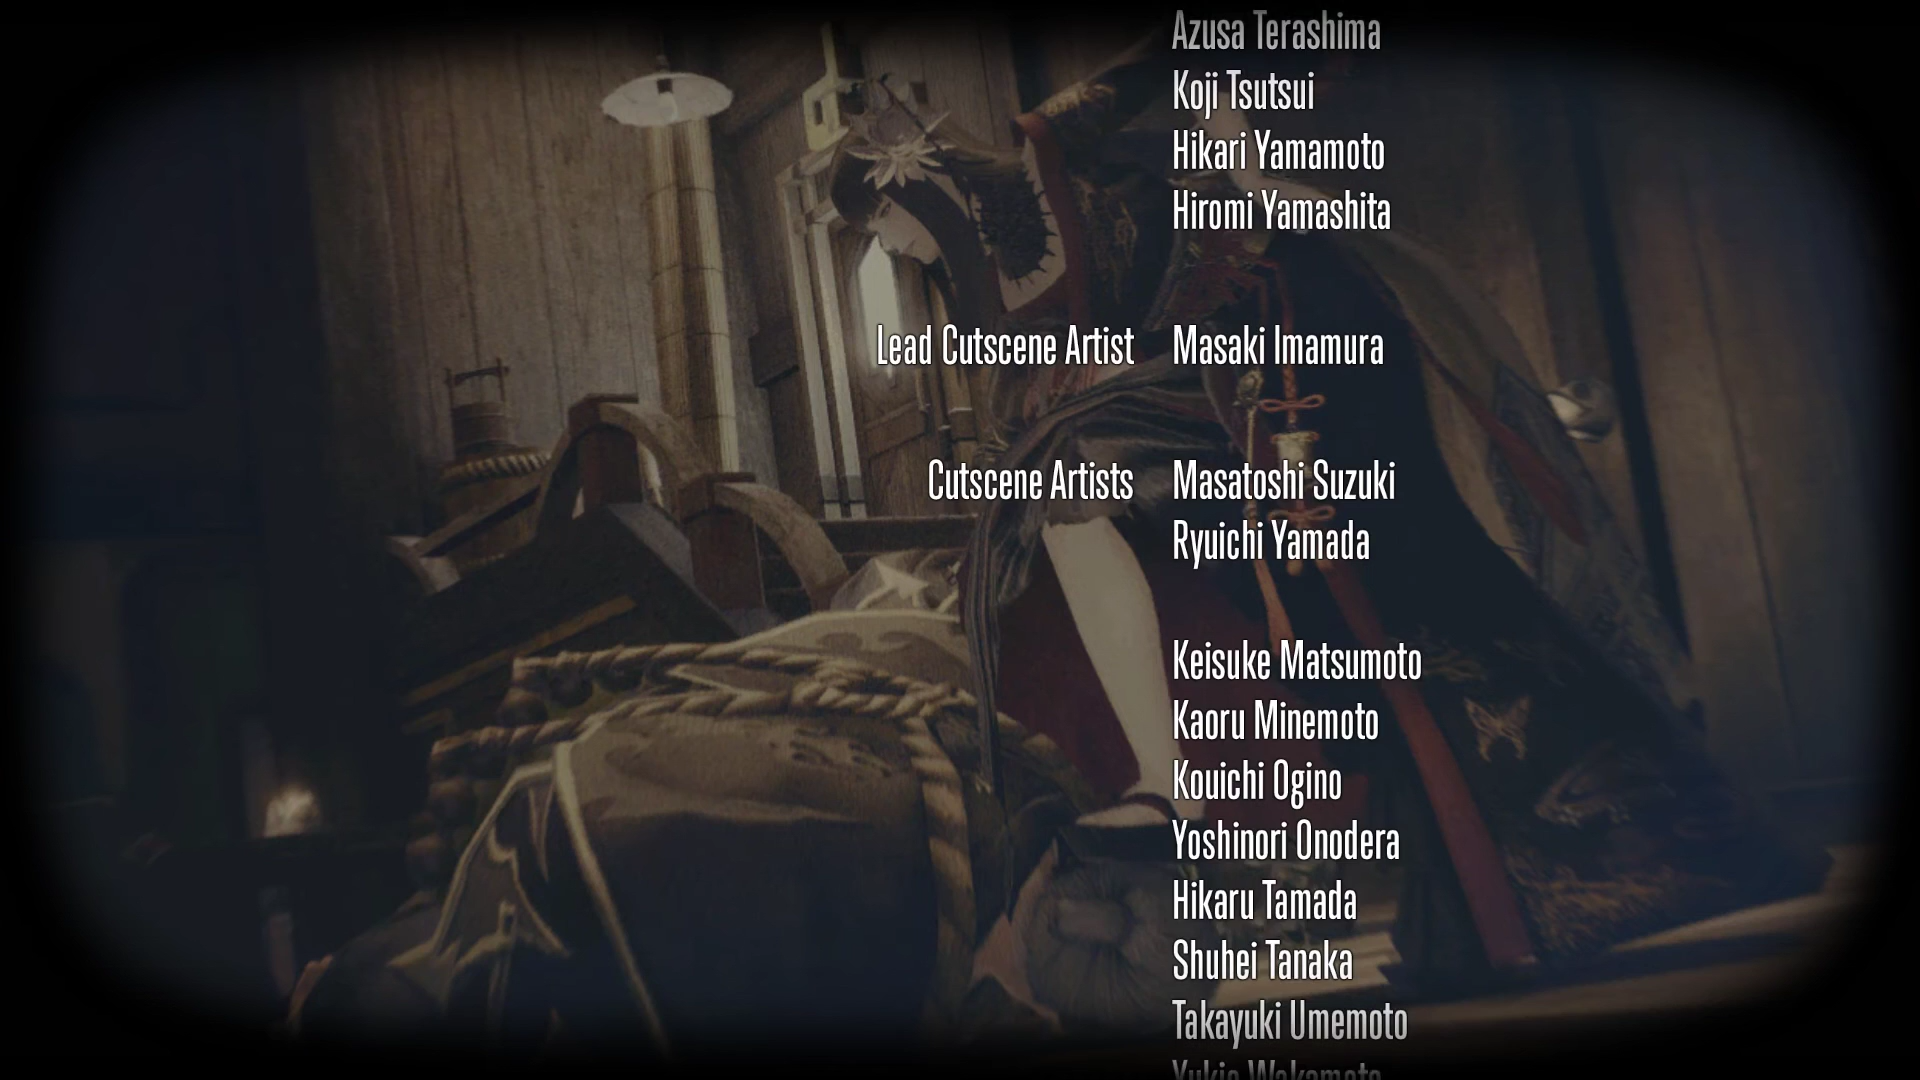 Azusa Terashima
Koji Tsutsui
Hikari Yamamoto
Hiromi Yamashita
Lead Cutscene Artist Masaki Imamura
Cutscene Artists Masatoshi Suzuki
Ryuichi Yamada
Keisuke Matsumoto
Kaoru Minemoto
Kouichi Ogino
Yoshinori Onodera
Hikaru Tamada
Shuhei Tanaka
Takayuki Umemoto